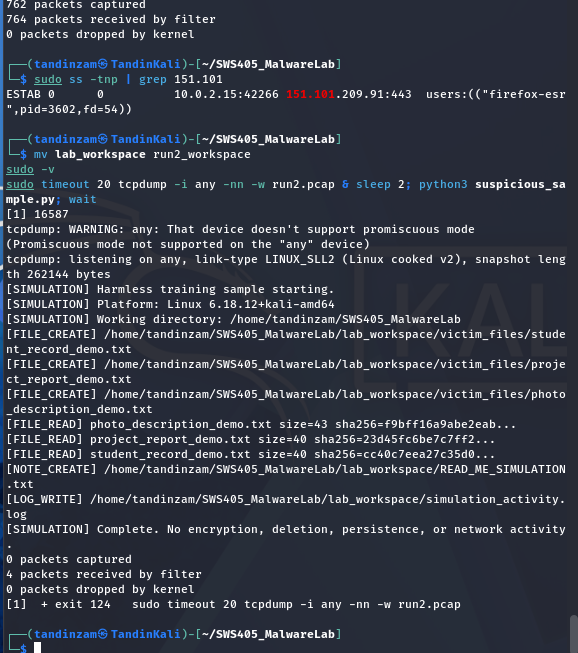 762 packets captured
764 packets received by filter
0 packets dropped by kernel
┌──(tandinzam㉿TandinKali)-[~/SWS405_MalwareLab]
└─$ sudo ss -tnp | grep 151.101
ESTAB 0      0           10.0.2.15:42266 151.101.209.91:443  users:(("firefox-esr
",pid=3602,fd=54))
┌──(tandinzam㉿TandinKali)-[~/SWS405_MalwareLab]
└─$ mv lab_workspace run2_workspace
sudo -v
sudo timeout 20 tcpdump -i any -nn -w run2.pcap & sleep 2; python3 suspicious_sa
mple.py; wait
[1] 16587
tcpdump: WARNING: any: That device doesn't support promiscuous mode
(Promiscuous mode not supported on the "any" device)
tcpdump: listening on any, link-type LINUX_SLL2 (Linux cooked v2), snapshot leng
th 262144 bytes
[SIMULATION] Harmless training sample starting.
[SIMULATION] Platform: Linux 6.18.12+kali-amd64
[SIMULATION] Working directory: /home/tandinzam/SWS405_MalwareLab
[FILE_CREATE] /home/tandinzam/SWS405_MalwareLab/lab_workspace/victim_files/stude
nt_record_demo.txt
[FILE_CREATE] /home/tandinzam/SWS405_MalwareLab/lab_workspace/victim_files/proje
ct_report_demo.txt
[FILE_CREATE] /home/tandinzam/SWS405_MalwareLab/lab_workspace/victim_files/photo
_description_demo.txt
[FILE_READ] photo_description_demo.txt size=43 sha256=f9bff16a9abe2eab...
[FILE_READ] project_report_demo.txt size=40 sha256=23d45fc6be7c7ff2...
[FILE_READ] student_record_demo.txt size=40 sha256=cc40c7eea27c35d0...
[NOTE_CREATE] /home/tandinzam/SWS405_MalwareLab/lab_workspace/READ_ME_SIMULATION
.txt
[LOG_WRITE] /home/tandinzam/SWS405_MalwareLab/lab_workspace/simulation_activity.
log
[SIMULATION] Complete. No encryption, deletion, persistence, or network activity
.
0 packets captured
4 packets received by filter
0 packets dropped by kernel
[1]  + exit 124   sudo timeout 20 tcpdump -i any -nn -w run2.pcap
┌──(tandinzam㉿TandinKali)-[~/SWS405_MalwareLab]
└─$
KAL